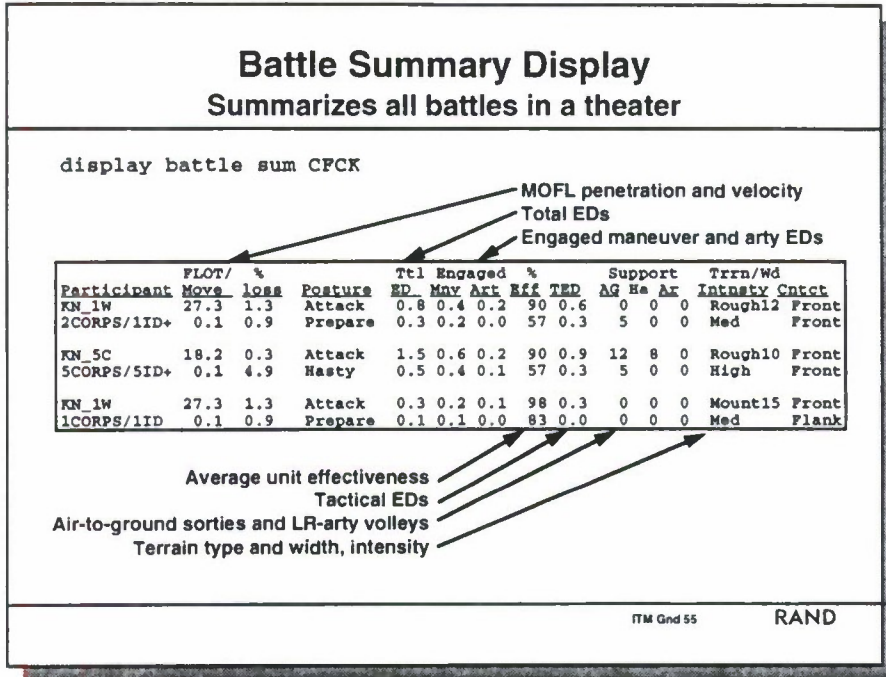 Battle Summary Display
Summarizes all battles in a theater
display battle sum CFCK
MOFL penetration and velocity
Total EDs
Engaged maneuver and arty EDs
FLOT/ % Ttl Engaged % Support Trrn/Wd
Participant Move loss Posture ED Mnv Art Eff TED AG Ha Ar Intnsty Cntct
KN_1W 27.3 1.3 Attack 0.8 0.4 0.2 90 0.6 0 0 0 Rough12 Front
2CORPS/1ID+ 0.1 0.9 Prepare 0.3 0.2 0.0 57 0.3 5 0 0 Med Front
KN_5C 18.2 0.3 Attack 1.5 0.6 0.2 90 0.9 12 8 0 Rough10 Front
5CORPS/5ID+ 0.1 4.9 Hasty 0.5 0.4 0.1 57 0.3 5 0 0 High Front
KN_1W 27.3 1.3 Attack 0.3 0.2 0.1 98 0.3 0 0 0 Mount15 Front
1CORPS/1ID 0.1 0.9 Prepare 0.1 0.1 0.0 83 0.0 0 0 0 Med Flank
Average unit effectiveness
Tactical EDs
Air-to-ground sorties and LR-arty volleys
Terrain type and width, intensity
ITM Gnd 55 RAND